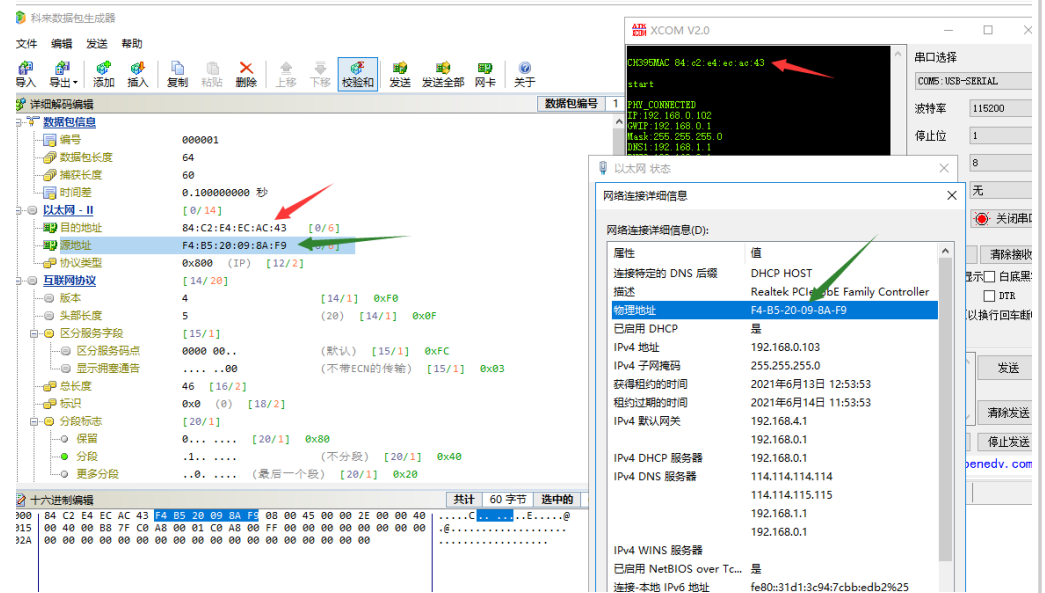 科来数据包生成器
文件 编辑 发送 帮助
导入 导出 添加 插入 复制 粘贴 删除 上移 下移 校验和 发送 发送全部 网卡 关于
详细解码编辑 数据包编号 1
数据包信息
编号 000001
数据包长度 64
捕获长度 60
时间差 0.100000000 秒
以太网 - II [0/14]
目的地址 84:C2:E4:EC:AC:43 [0/6]
源地址 F4:B5:20:09:8A:F9
协议类型 0x800 (IP) [12/2]
互联网协议 [14/20]
版本 4 [14/1] 0xF0
头部长度 5 (20) [14/1] 0x0F
区分服务字段 [15/1]
区分服务码点 0000 00.. (默认) [15/1] 0xFC
显示拥塞通告 .... ..00 (不带ECN的传输) [15/1] 0x03
总长度 46 [16/2]
标识 0x0 (0) [18/2]
分段标志 [20/1]
保留 0... .... [20/1] 0x80
分段 .1.. .... (不分段) [20/1] 0x40
更多分段 ..0. .... (最后一个段) [20/1] 0x20
十六进制编辑 共计 60 字节 选中的
000 84 C2 E4 EC AC 43 F4 B5 20 09 8A F9 08 00 45 00 00 2E 00 00 40 .....C.. ......E.....@
015 00 40 00 B8 7F C0 A8 00 01 C0 A8 00 FF 00 00 00 00 00 00 00 00 .@...................
02A 00 00 00 00 00 00 00 00 00 00 00 00 00 00 00 00 00 00 ..................
XCOM V2.0
CH395MAC 84:c2:e4:ec:ac:43
start
PHY_CONNECTED
IP:192.168.0.102
GWIP:192.168.0.1
Mask:255.255.255.0
DNS1:192.168.1.1
串口选择
COM5:USB-SERIAL
波特率 115200
停止位 1
8
无
关闭串口
清除接收
白底黑
DTR
发送
清除发送
停止发送
openedv.com
以太网 状态
网络连接详细信息
网络连接详细信息(D):
属性 值
连接特定的 DNS 后缀 DHCP HOST
描述 Realtek PCIe GbE Family Controller
物理地址 F4-B5-20-09-8A-F9
已启用 DHCP 是
IPv4 地址 192.168.0.103
IPv4 子网掩码 255.255.255.0
获得租约的时间 2021年6月13日 12:53:53
租约过期的时间 2021年6月14日 11:53:53
IPv4 默认网关 192.168.4.1
192.168.0.1
IPv4 DHCP 服务器 192.168.0.1
IPv4 DNS 服务器 114.114.114.114
114.114.115.115
192.168.1.1
192.168.0.1
IPv4 WINS 服务器
已启用 NetBIOS over Tc... 是
连接-本地 IPv6 地址 fe80::31d1:3c94:7cbb:edb2%25